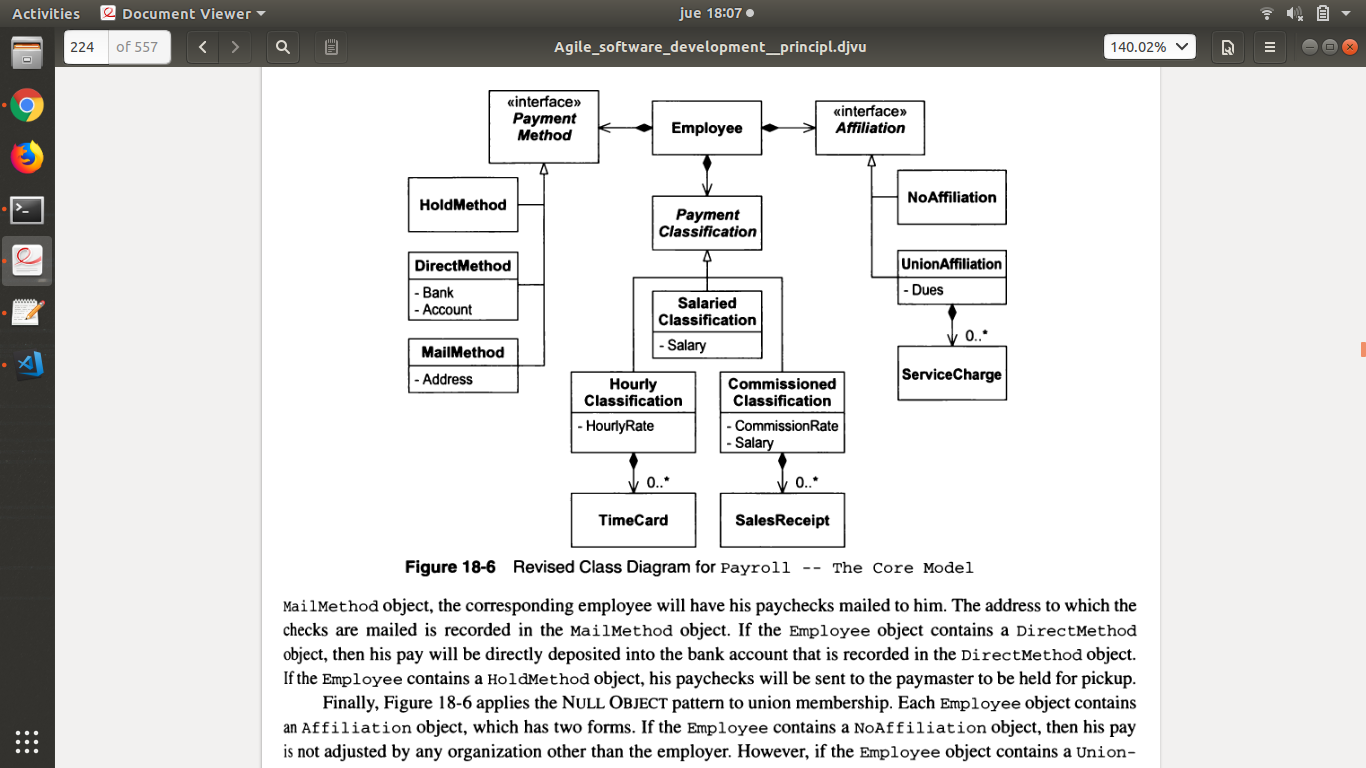 Activities
Document Viewer
jue 18:07
224
of 557
Agile_software_development__principl.djvu
140.02%
«interface»
Payment
Method
Employee
«interface»
Affiliation
HoldMethod
Payment
Classification
NoAffiliation
DirectMethod
- Bank
- Account
UnionAffiliation
- Dues
Salaried
Classification
- Salary
0..*
MailMethod
- Address
ServiceCharge
Hourly
Classification
- HourlyRate
Commissioned
Classification
- CommissionRate
- Salary
0..*
0..*
TimeCard
SalesReceipt
Figure 18-6 Revised Class Diagram for Payroll -- The Core Model
MailMethod object, the corresponding employee will have his paychecks mailed to him. The address to which the
checks are mailed is recorded in the MailMethod object. If the Employee object contains a DirectMethod
object, then his pay will be directly deposited into the bank account that is recorded in the DirectMethod object.
If the Employee contains a HoldMethod object, his paychecks will be sent to the paymaster to be held for pickup.
Finally, Figure 18-6 applies the NULL OBJECT pattern to union membership. Each Employee object contains
an Affiliation object, which has two forms. If the Employee contains a NoAffiliation object, then his pay
is not adjusted by any organization other than the employer. However, if the Employee object contains a Union-